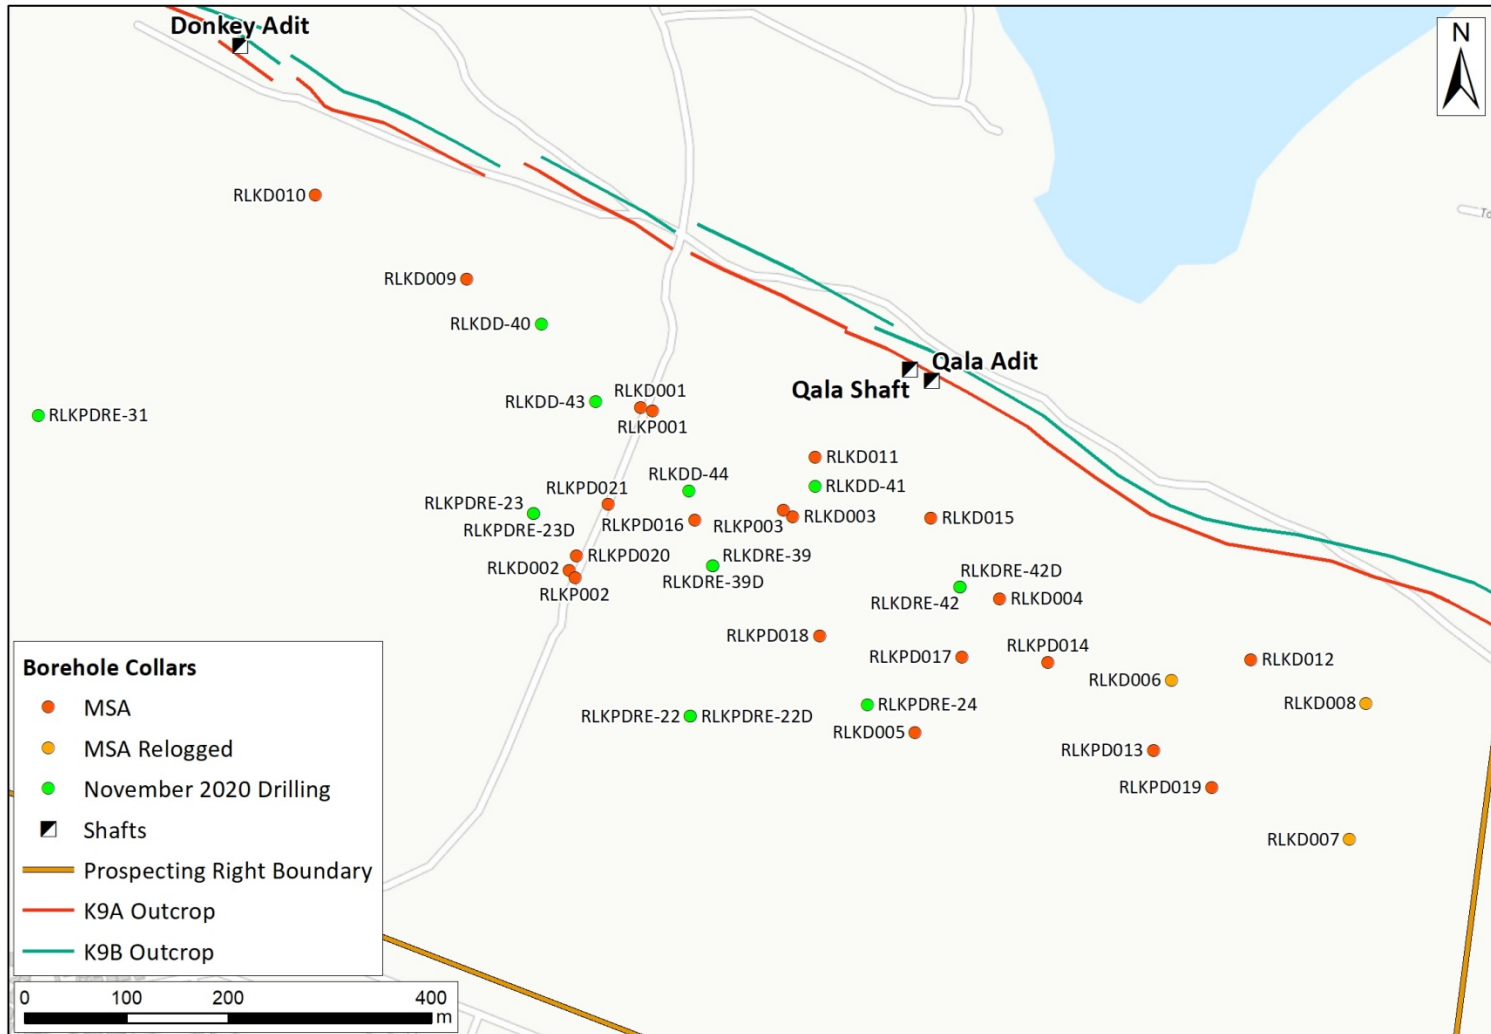 Donkey Adit
N
RLKD010
To
RLKD009
RLKDD-40
Qala Adit
Qala Shaft
RLKD001
RLKDD-43
RLKPDRE-31
RLKP001
RLKD011
RLKDD-44
RLKDD-41
RLKPD021
RLKPDRE-23
RLKPD016
RLKP003
RLKD003
RLKD015
RLKPDRE-23D
RLKPD020
RLKDRE-39
RLKD002
RLKDRE-39D
RLKDRE-42D
RLKP002
RLKDRE-42
RLKD004
RLKPD018
RLKPD014
RLKPD017
RLKD012
RLKD006
RLKD008
RLKPDRE-24
RLKPDRE-22
RLKPDRE-22D
RLKD005
RLKPD013
RLKPD019
RLKD007
Borehole Collars
MSA
MSA Relogged
November 2020 Drilling
Shafts
Prospecting Right Boundary
K9A Outcrop
K9B Outcrop
0 100 200 400
m